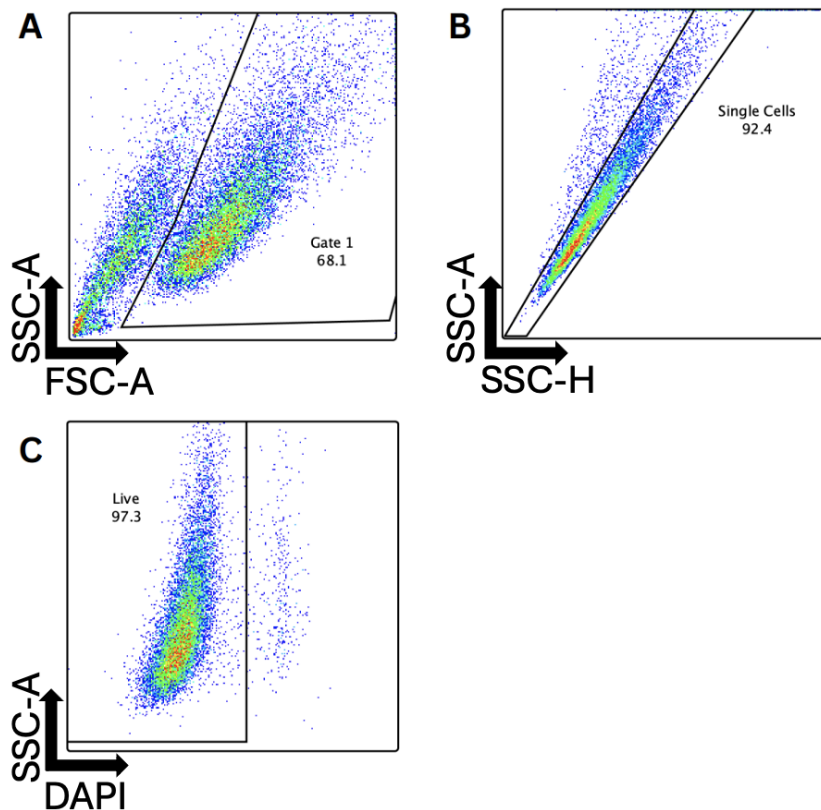 A
SSC-A
Gate 1
68.1
FSC-A
B
SSC-A
Single Cells
92.4
SSC-H
C
SSC-A
Live
97.3
DAPI